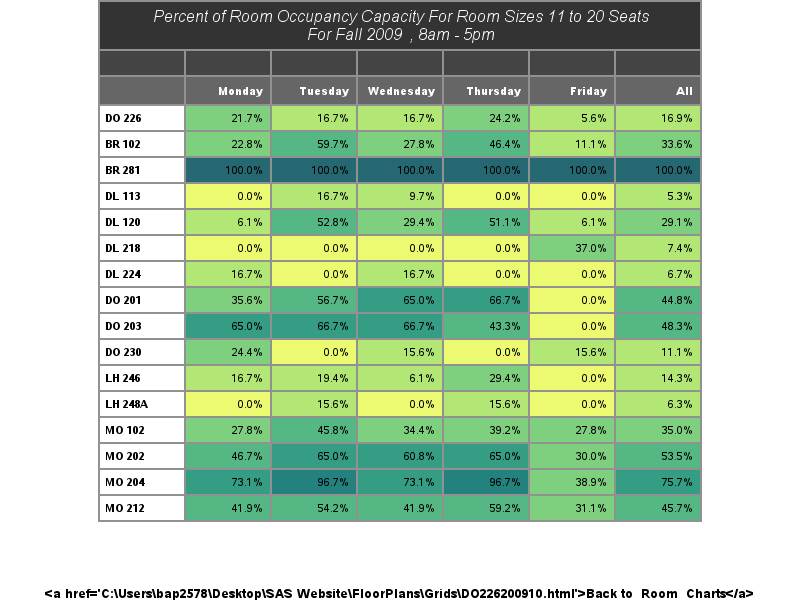 Percent of Room Occupancy Capacity For Room Sizes 11 to 20 Seats
For Fall 2009 , 8am - 5pm
Monday Tuesday Wednesday Thursday Friday All
DO 226 21.7% 16.7% 16.7% 24.2% 5.6% 16.9%
BR 102 22.8% 59.7% 27.8% 46.4% 11.1% 33.6%
BR 281 100.0% 100.0% 100.0% 100.0% 100.0% 100.0%
DL 113 0.0% 16.7% 9.7% 0.0% 0.0% 5.3%
DL 120 6.1% 52.8% 29.4% 51.1% 6.1% 29.1%
DL 218 0.0% 0.0% 0.0% 0.0% 37.0% 7.4%
DL 224 16.7% 0.0% 16.7% 0.0% 0.0% 6.7%
DO 201 35.6% 56.7% 65.0% 66.7% 0.0% 44.8%
DO 203 65.0% 66.7% 66.7% 43.3% 0.0% 48.3%
DO 230 24.4% 0.0% 15.6% 0.0% 15.6% 11.1%
LH 246 16.7% 19.4% 6.1% 29.4% 0.0% 14.3%
LH 248A 0.0% 15.6% 0.0% 15.6% 0.0% 6.3%
MO 102 27.8% 45.8% 34.4% 39.2% 27.8% 35.0%
MO 202 46.7% 65.0% 60.8% 65.0% 30.0% 53.5%
MO 204 73.1% 96.7% 73.1% 96.7% 38.9% 75.7%
MO 212 41.9% 54.2% 41.9% 59.2% 31.1% 45.7%
<a href='C:\Users\bap2578\Desktop\SAS Website\FloorPlans\Grids\DO226200910.html'>Back to Room Charts</a>